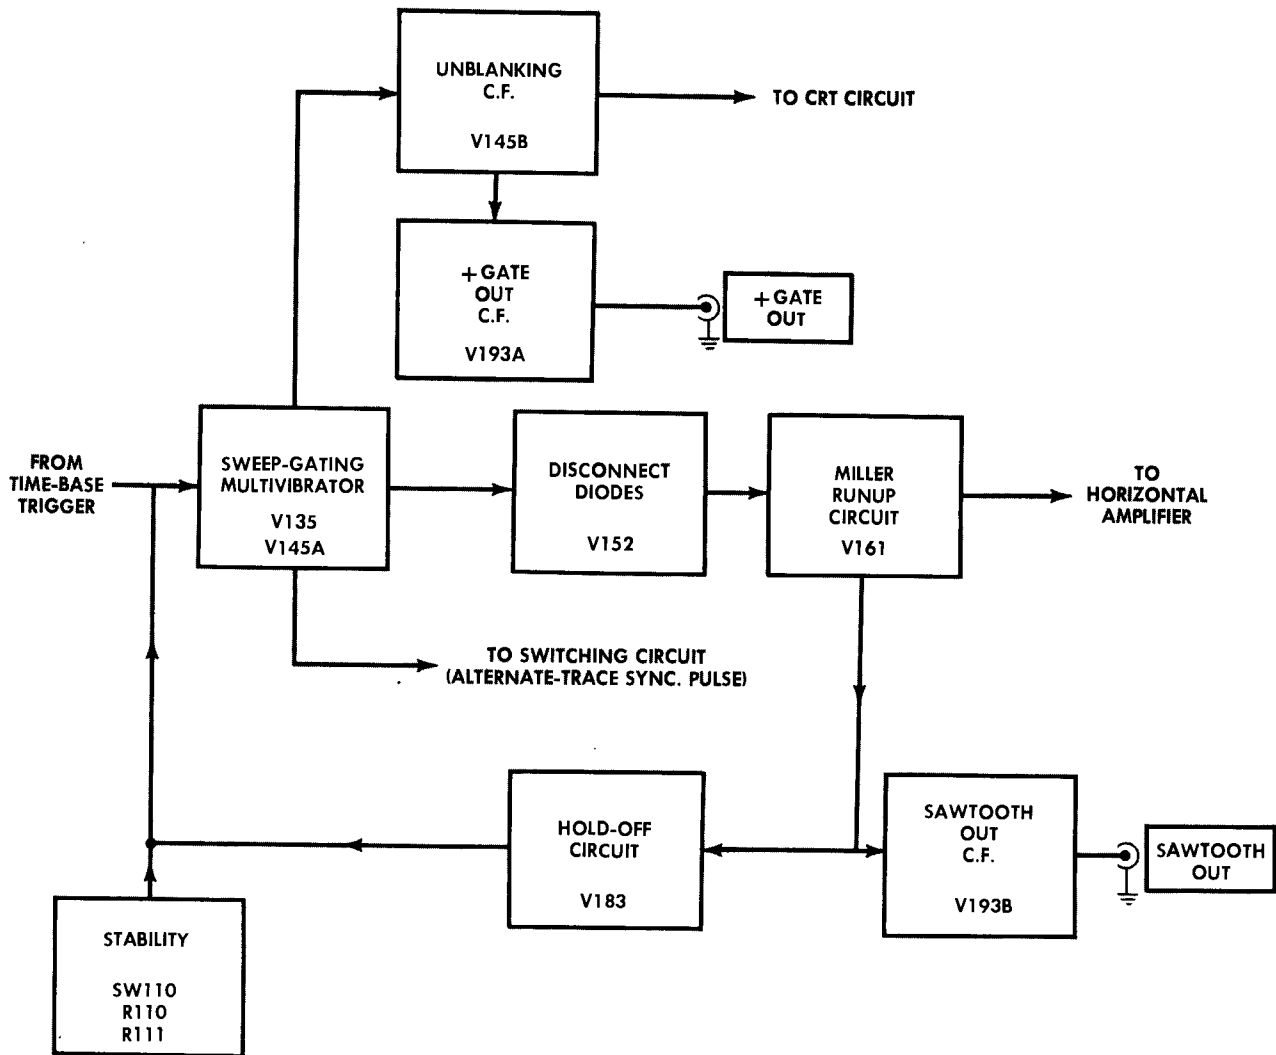 UNBLANKING
C.F.
V145B
TO CRT CIRCUIT
+GATE
OUT
C.F.
V193A
+GATE
OUT
FROM
TIME-BASE
TRIGGER
SWEEP-GATING
MULTIVIBRATOR
V135
V145A
DISCONNECT
DIODES
V152
MILLER
RUNUP
CIRCUIT
V161
TO
HORIZONTAL
AMPLIFIER
TO SWITCHING CIRCUIT
(ALTERNATE-TRACE SYNC. PULSE)
HOLD-OFF
CIRCUIT
V183
SAWTOOTH
OUT
C.F.
V193B
SAWTOOTH
OUT
STABILITY
SW110
R110
R111